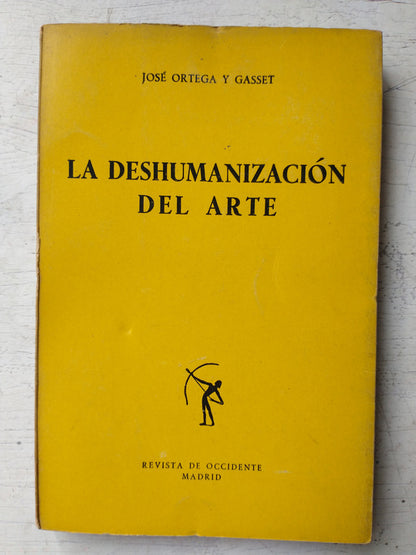 JOSÉ ORTEGA Y GASSET
LA DESHUMANIZACIÓN
DEL ARTE
REVISTA DE OCCIDENTE
MADRID